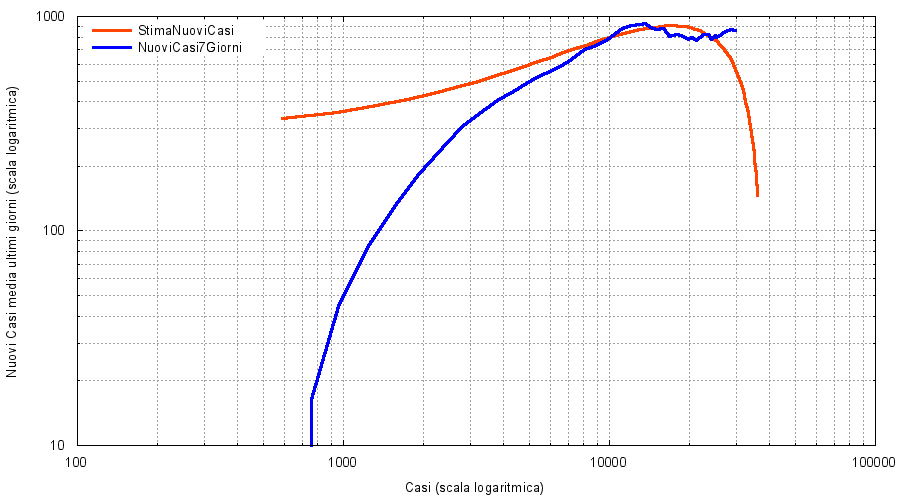 1000
StimaNuoviCasi
NuoviCasi7Giorni
100
10
Nuovi Casi media ultimi giorni (scala logaritmica)
100 1000 10000 100000
Casi (scala logaritmica)